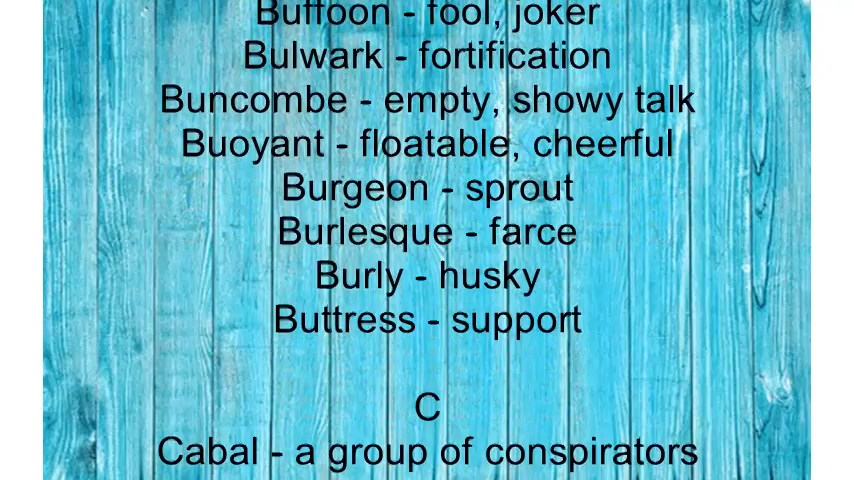 Buffoon - fool, joker
Bulwark - fortification
Buncombe - empty, showy talk
Buoyant - floatable, cheerful
Burgeon - sprout
Burlesque - farce
Burly - husky
Buttress - support
C
Cabal - a group of conspirators